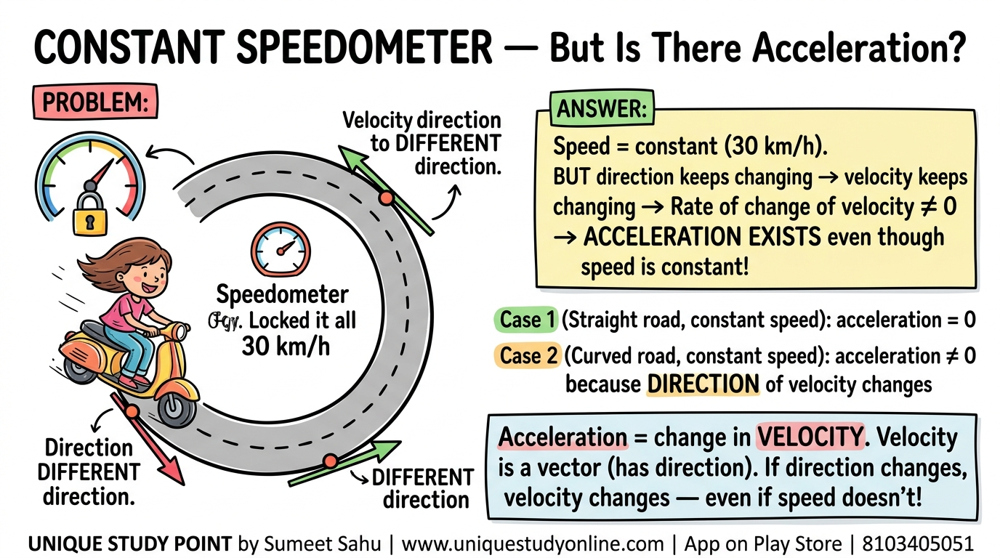 CONSTANT SPEEDOMETER — But Is There Acceleration?
PROBLEM:
Velocity direction
to DIFFERENT
direction.
Speedometer
Locked it all
30 km/h
Direction
DIFFERENT
direction.
DIFFERENT
direction
ANSWER:
Speed = constant (30 km/h).
BUT direction keeps changing → velocity keeps
changing → Rate of change of velocity ≠ 0
→ ACCELERATION EXISTS even though
speed is constant!
Case 1 (Straight road, constant speed): acceleration = 0
Case 2 (Curved road, constant speed): acceleration ≠ 0
because DIRECTION of velocity changes
Acceleration = change in VELOCITY. Velocity
is a vector (has direction). If direction changes,
velocity changes — even if speed doesn't!
UNIQUE STUDY POINT by Sumeet Sahu | www.uniquestudyonline.com | App on Play Store | 8103405051